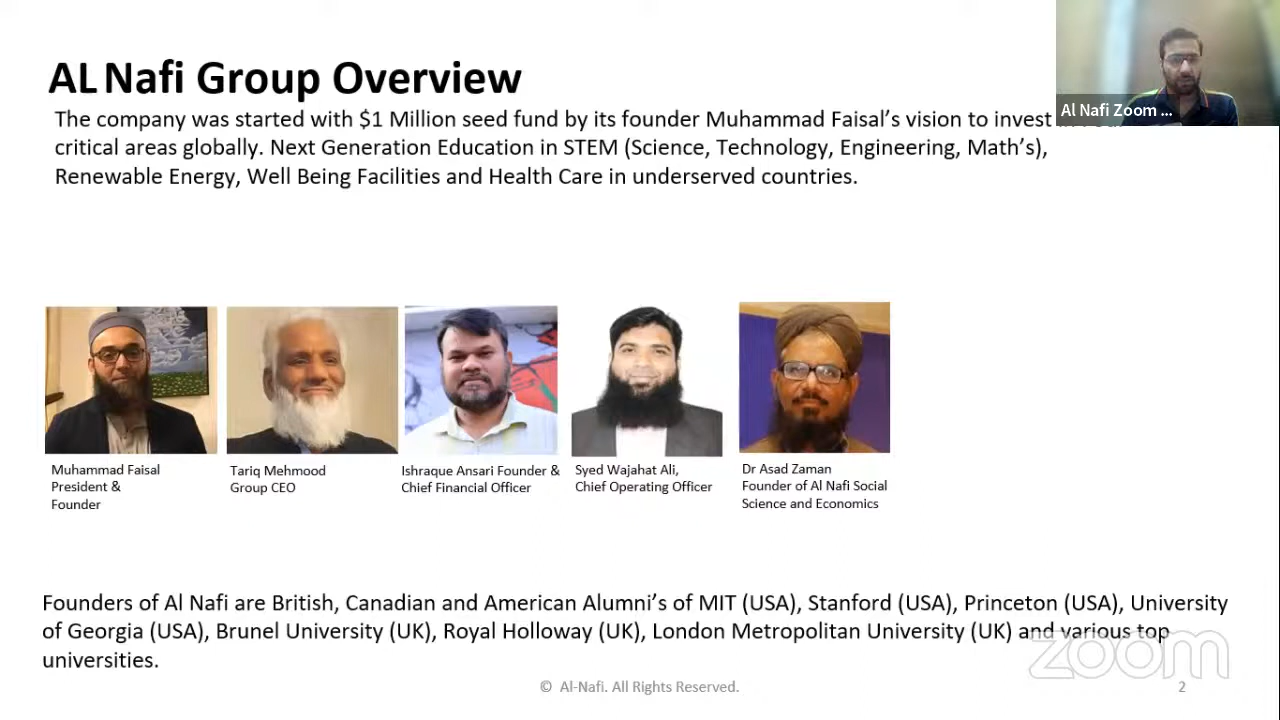 AL Nafi Group Overview
The company was started with $1 Million seed fund by its founder Muhammad Faisal's vision to invest
critical areas globally. Next Generation Education in STEM (Science, Technology, Engineering, Math's),
Renewable Energy, Well Being Facilities and Health Care in underserved countries.
Al Nafi Zoom ...
Muhammad Faisal
President &
Founder
Tariq Mehmood
Group CEO
Ishraque Ansari Founder &
Chief Financial Officer
Syed Wajahat Ali,
Chief Operating Officer
Dr Asad Zaman
Founder of Al Nafi Social
Science and Economics
Founders of Al Nafi are British, Canadian and American Alumni's of MIT (USA), Stanford (USA), Princeton (USA), University
of Georgia (USA), Brunel University (UK), Royal Holloway (UK), London Metropolitan University (UK) and various top
universities.
zoom
© Al-Nafi. All Rights Reserved.
2